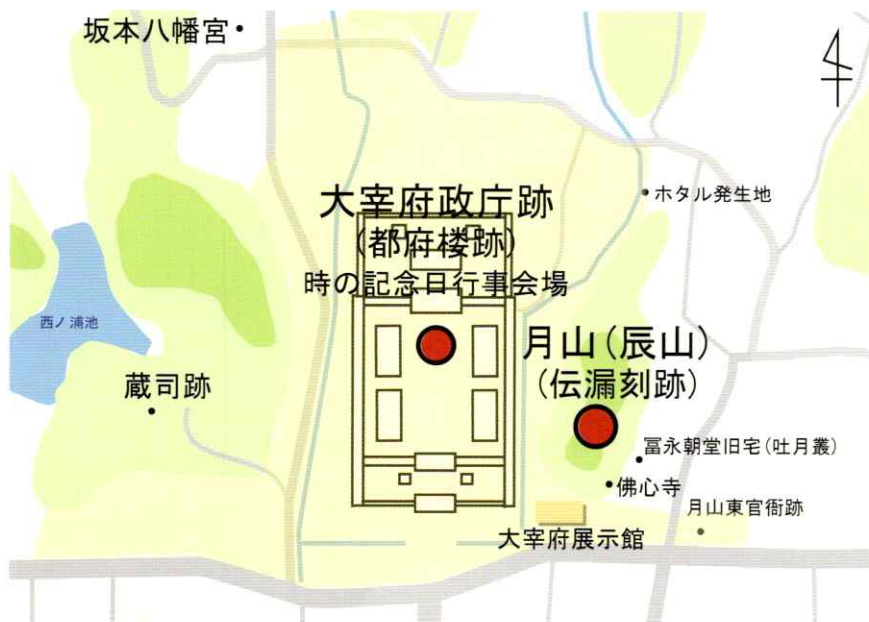 坂本八幡宮
ホタル発生地
大宰府政庁跡
(都府楼跡)
時の記念日行事会場
西ノ浦池
月山(辰山)
(伝漏刻跡)
蔵司跡
冨永朝堂旧宅(吐月叢)
佛心寺
月山東官衙跡
大宰府展示館